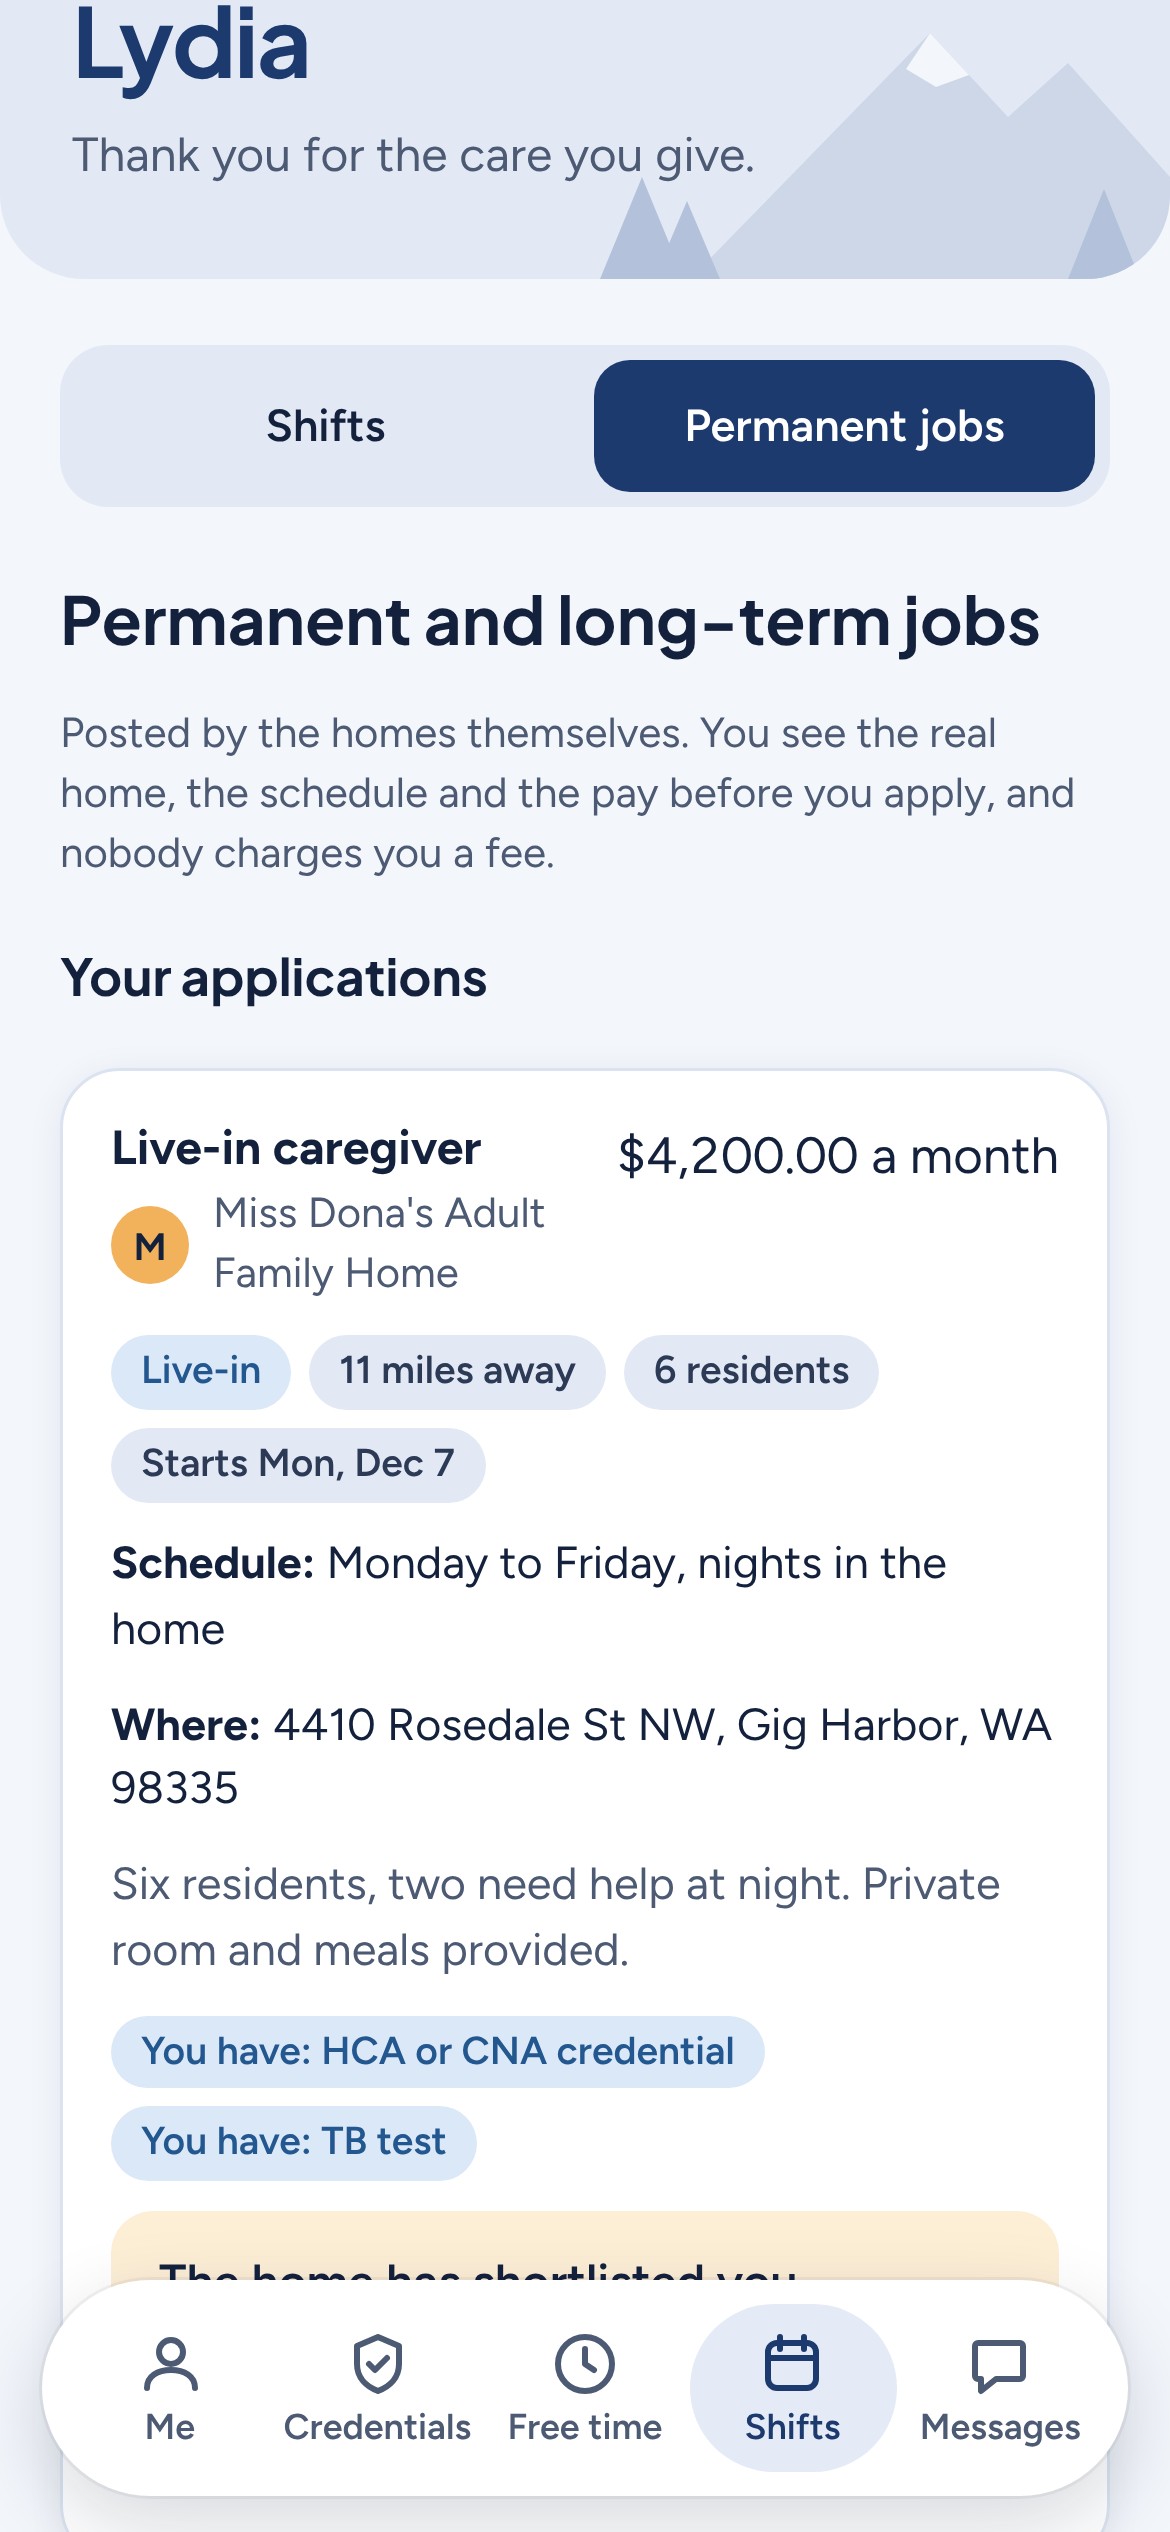 Lydia
Thank you for the care you give.
Shifts
Permanent jobs
Permanent and long-term jobs
Posted by the homes themselves. You see the real
home, the schedule and the pay before you apply, and
nobody charges you a fee.
Your applications
Live-in caregiver
$4,200.00 a month
M
Miss Dona's Adult
Family Home
Live-in
11 miles away
6 residents
Starts Mon, Dec 7
Schedule: Monday to Friday, nights in the
home
Where: 4410 Rosedale St NW, Gig Harbor, WA
98335
Six residents, two need help at night. Private
room and meals provided.
You have: HCA or CNA credential
You have: TB test
The home has shortlisted you
Me
Credentials
Free time
Shifts
Messages